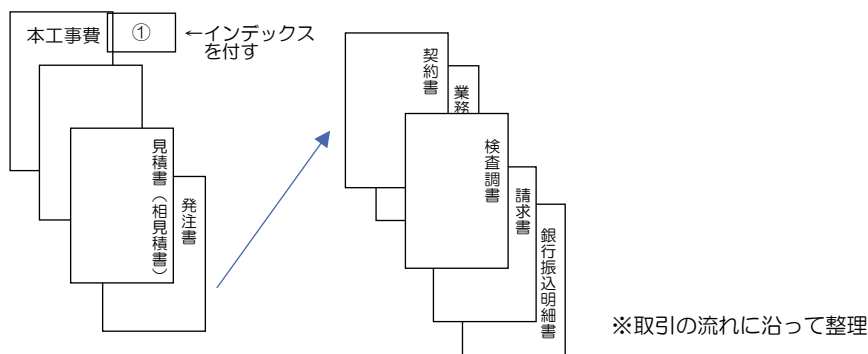 本工事費
①
←インデックス
を付す
見積書（相見積書）
発注書
契約書
業務
検査調書
請求書
銀行振込明細書
※取引の流れに沿って整理